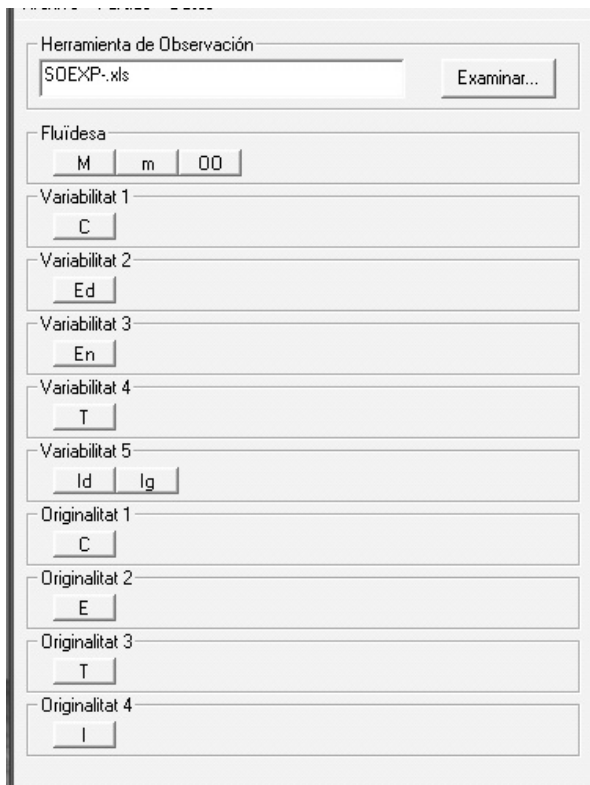 Herramienta de Observación
SOEXP-.xls Examinar...
Fluïdesa
M m OO
Variabilitat 1
C
Variabilitat 2
Ed
Variabilitat 3
En
Variabilitat 4
T
Variabilitat 5
Id Ig
Originalitat 1
C
Originalitat 2
E
Originalitat 3
T
Originalitat 4
I